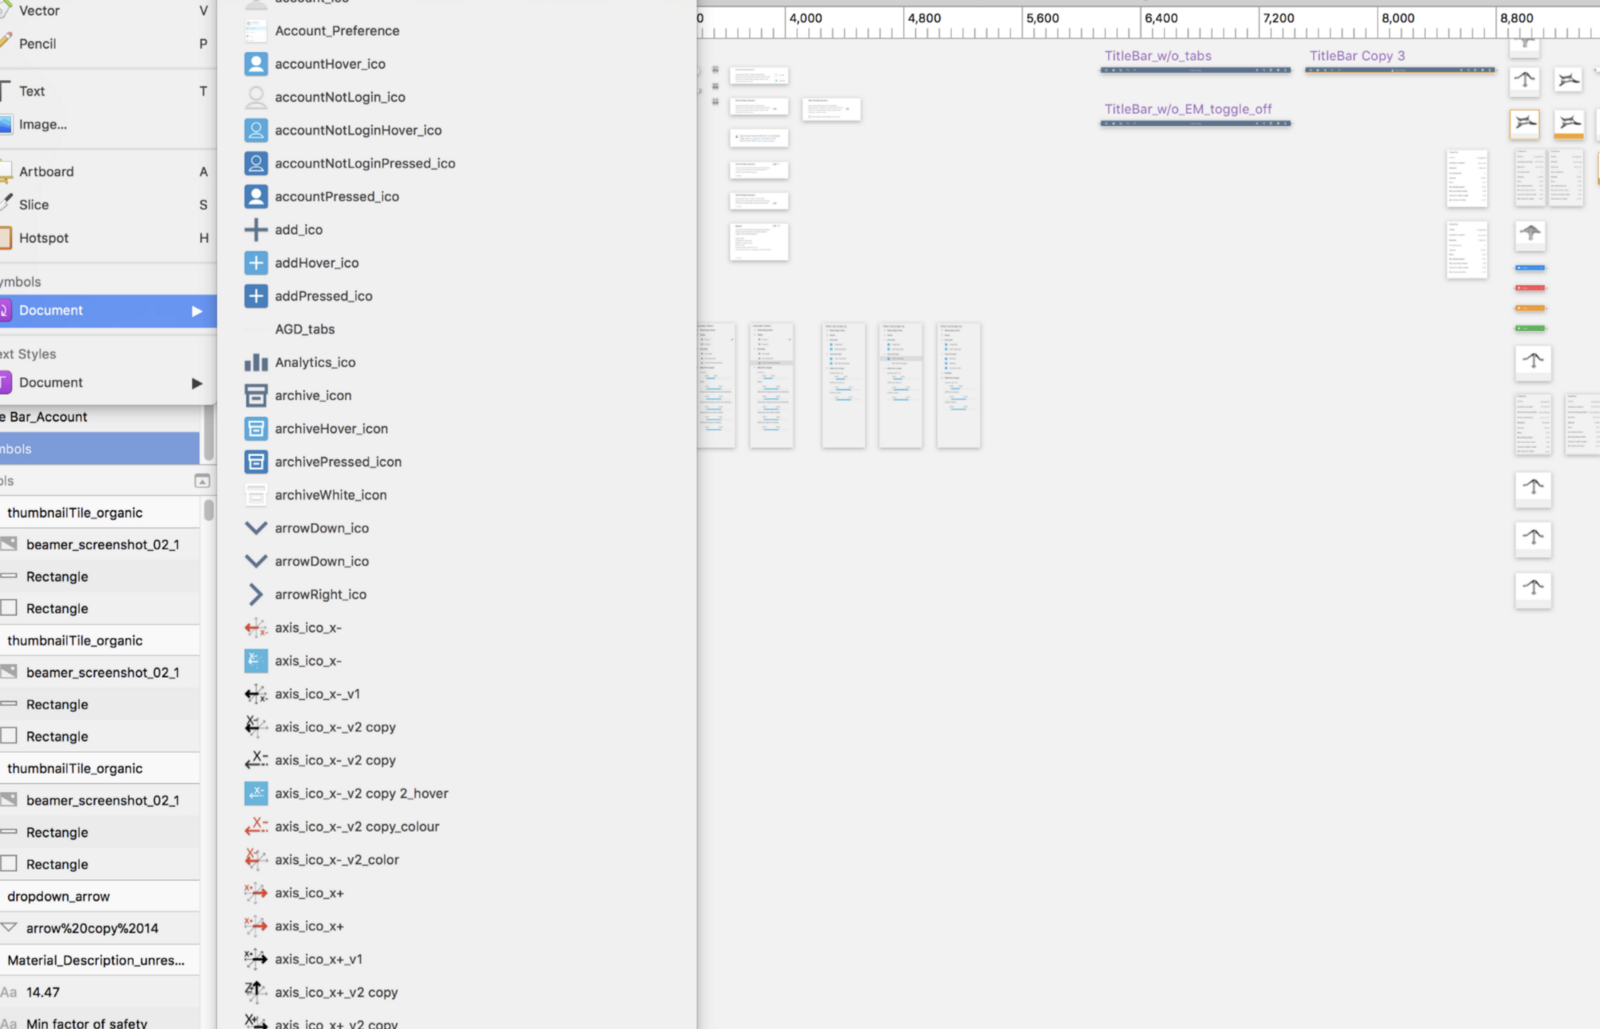 Vector V
Pencil P
Text T
Image...
Artboard A
Slice S
Hotspot H
ymbols
Document
ext Styles
Document
e Bar_Account
mbols
ols
thumbnailTile_organic
beamer_screenshot_02_1
Rectangle
Rectangle
thumbnailTile_organic
beamer_screenshot_02_1
Rectangle
Rectangle
thumbnailTile_organic
beamer_screenshot_02_1
Rectangle
Rectangle
dropdown_arrow
arrow%20copy%2014
Material_Description_unres...
Aa 14.47
Aa Min factor of safety
account_ico
Account_Preference
accountHover_ico
accountNotLogin_ico
accountNotLoginHover_ico
accountNotLoginPressed_ico
accountPressed_ico
add_ico
addHover_ico
addPressed_ico
AGD_tabs
Analytics_ico
archive_icon
archiveHover_icon
archivePressed_icon
archiveWhite_icon
arrowDown_ico
arrowDown_ico
arrowRight_ico
axis_ico_x-
axis_ico_x-
axis_ico_x-_v1
axis_ico_x-_v2 copy
axis_ico_x-_v2 copy
axis_ico_x-_v2 copy 2_hover
axis_ico_x-_v2 copy_colour
axis_ico_x-_v2_color
axis_ico_x+
axis_ico_x+
axis_ico_x+_v1
axis_ico_x+_v2 copy
axis_ico_x+_v2 copy
0 4,000 4,800 5,600 6,400 7,200 8,000 8,800
TitleBar_w/o_tabs
TitleBar Copy 3
TitleBar_w/o_EM_toggle_off